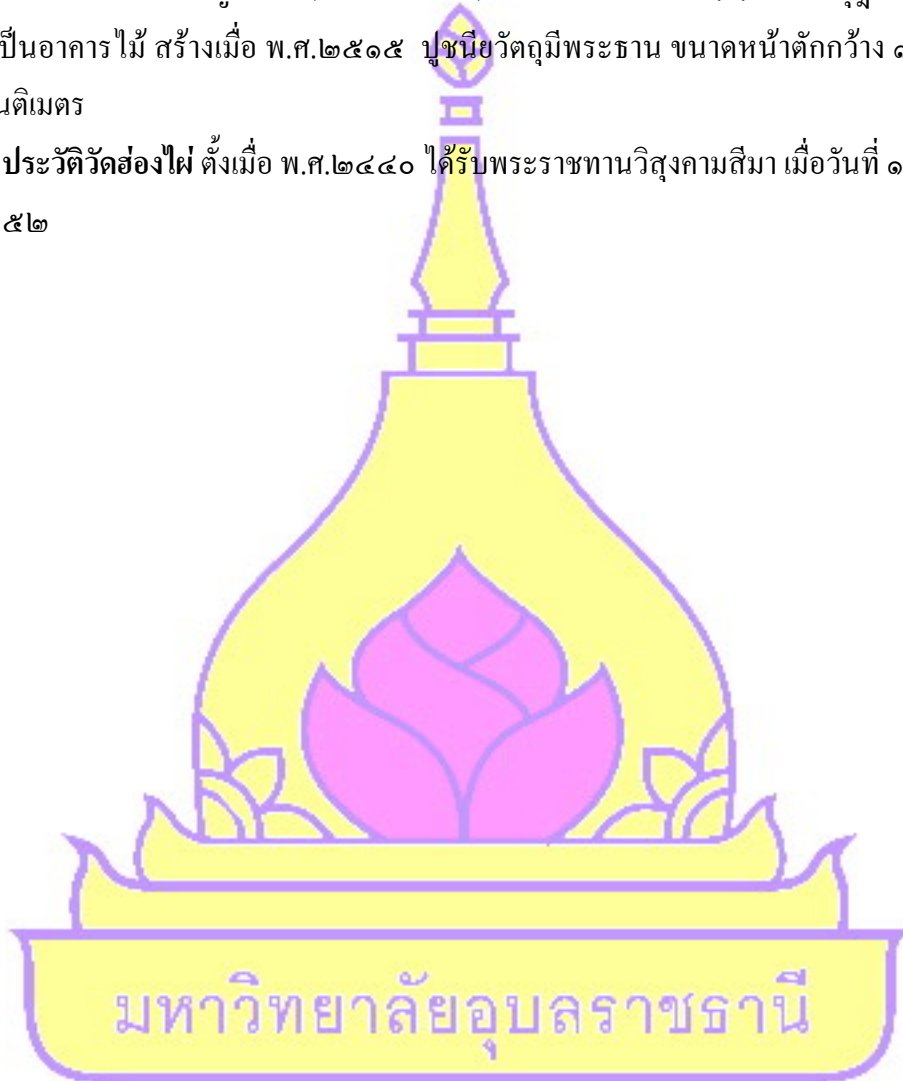 ป็นอาคารไม้ สร้างเมื่อ พ.ศ.๒๕๑๕ ปูชนียวัตถุมีพระธาน ขนาดหน้าตักกว้าง
นติเมตร
ประวัติวัดฮ่องไผ่ ตั้งเมื่อ พ.ศ.๒๔๔๐ ได้รับพระราชทานวิสุงคามสีมา เมื่อวันที่ ๑
๕๒
มหาวิทยาลัยอุบลราชธานี